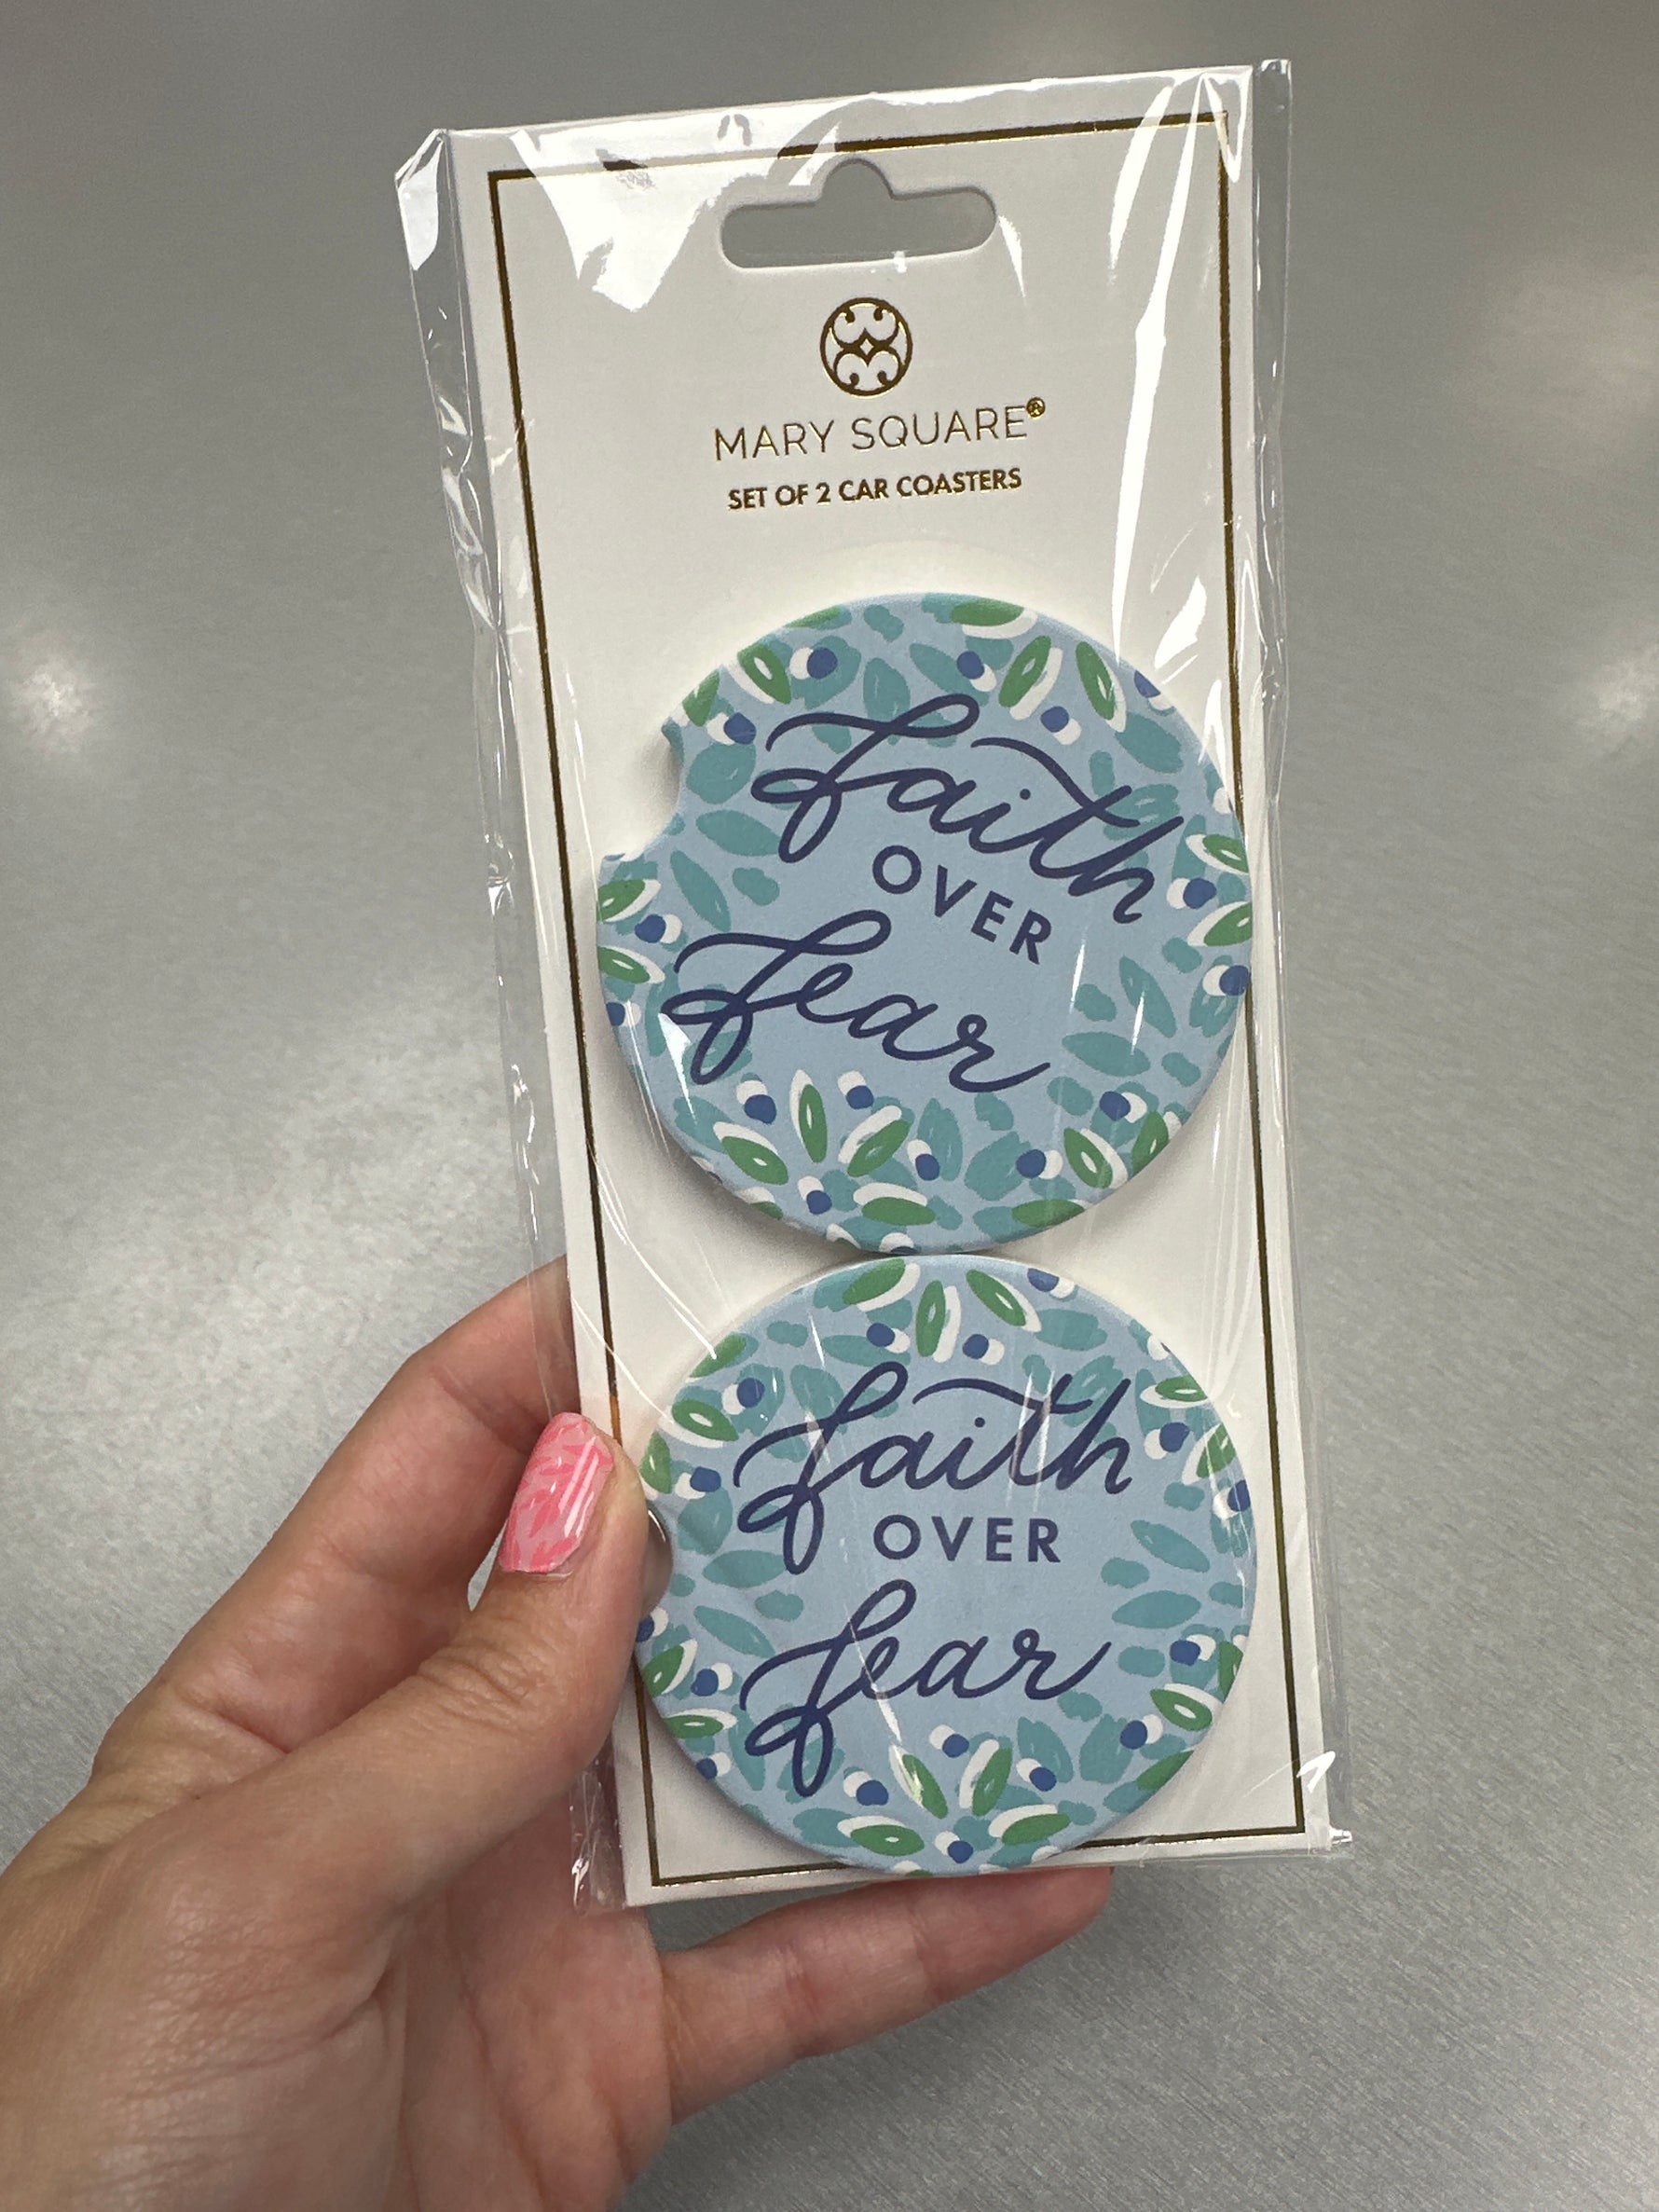 MARY SQUARE®
SET OF 2 CAR COASTERS
faith
OVER
fear
faith
OVER
fear